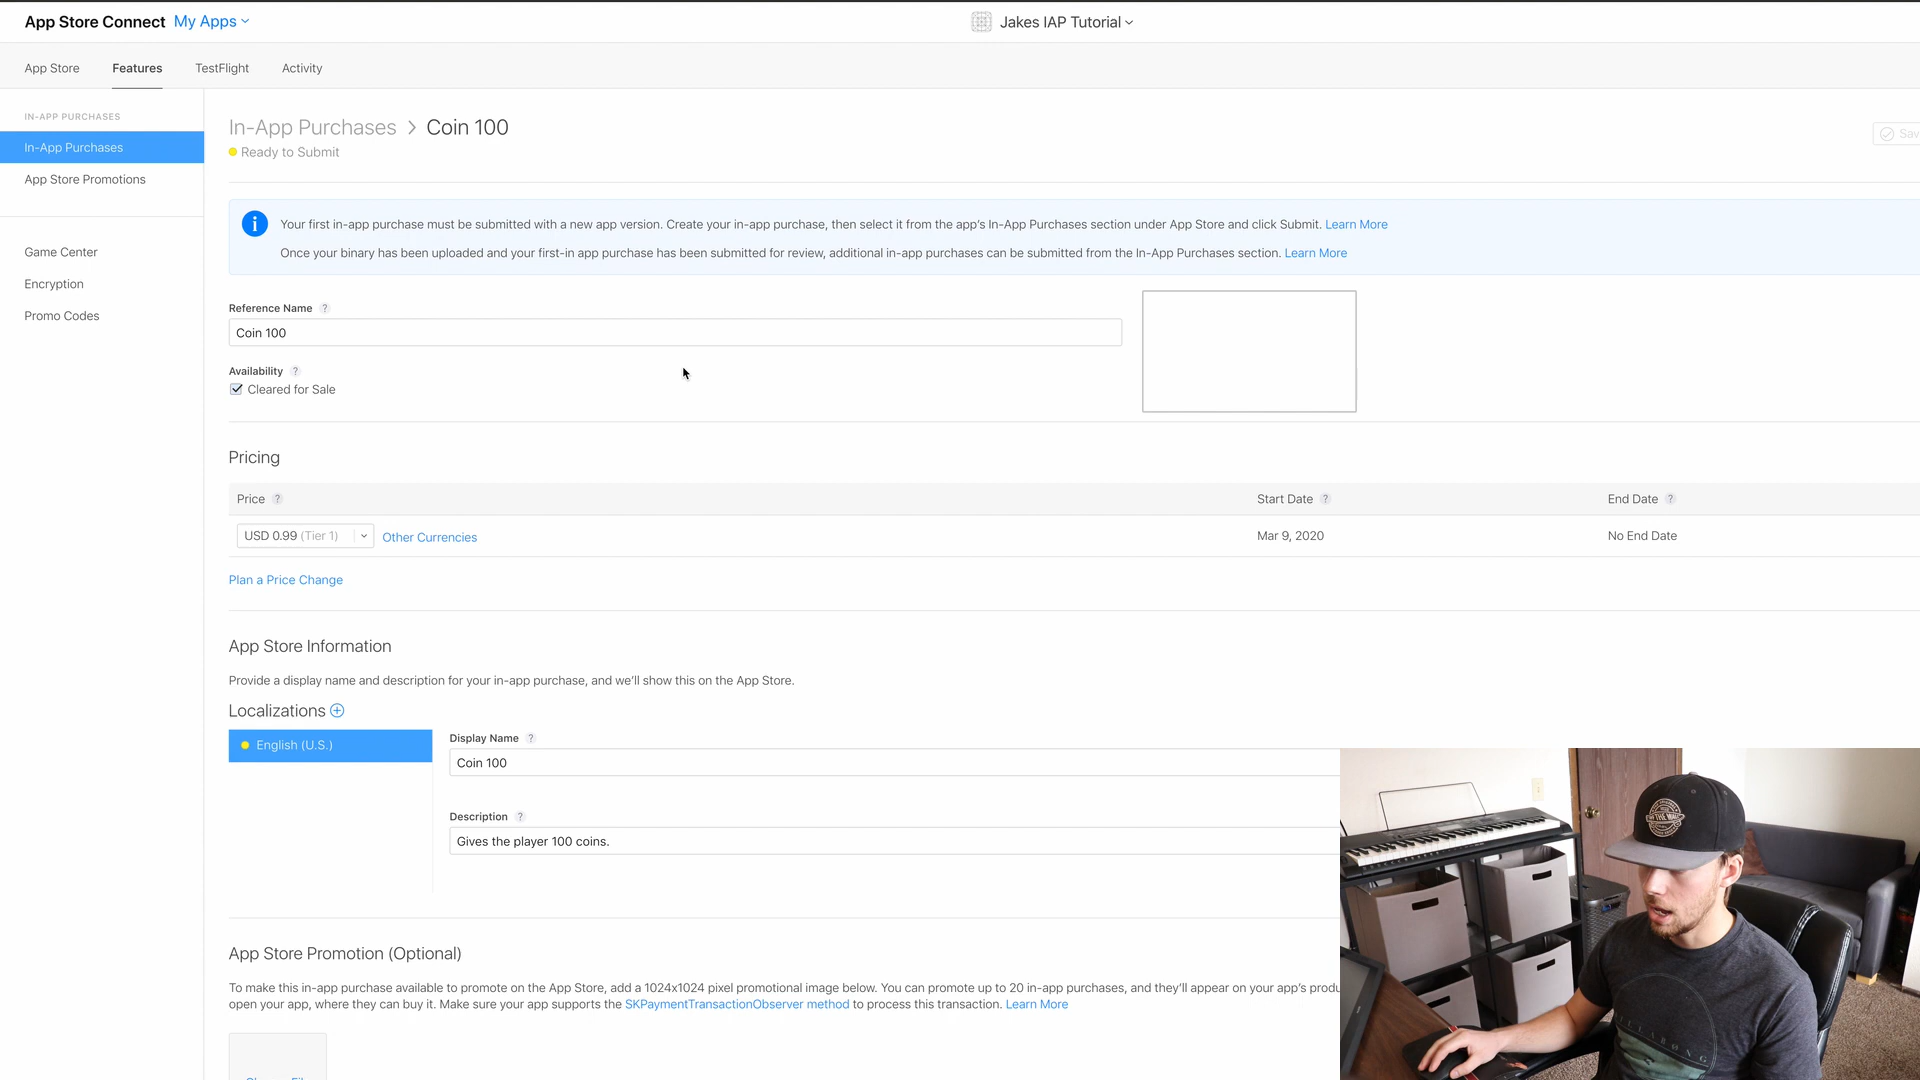 App Store Connect My Apps
Jakes IAP Tutorial
App Store Features TestFlight Activity
IN-APP PURCHASES
In-App Purchases
App Store Promotions
Game Center
Encryption
Promo Codes
In-App Purchases > Coin 100
Ready to Submit
Your first in-app purchase must be submitted with a new app version. Create your in-app purchase, then select it from the app's In-App Purchases section under App Store and click Submit. Learn More
Once your binary has been uploaded and your first-in app purchase has been submitted for review, additional in-app purchases can be submitted from the In-App Purchases section. Learn More
Reference Name ?
Coin 100
Availability ?
Cleared for Sale
Pricing
Price ? Start Date ? End Date ?
USD 0.99 (Tier 1) Other Currencies Mar 9, 2020 No End Date
Plan a Price Change
App Store Information
Provide a display name and description for your in-app purchase, and we'll show this on the App Store.
Localizations
English (U.S.)
Display Name ?
Coin 100
Description ?
Gives the player 100 coins.
App Store Promotion (Optional)
To make this in-app purchase available to promote on the App Store, add a 1024x1024 pixel promotional image below. You can promote up to 20 in-app purchases, and they'll appear on your app's produ
open your app, where they can buy it. Make sure your app supports the SKPaymentTransactionObserver method to process this transaction. Learn More